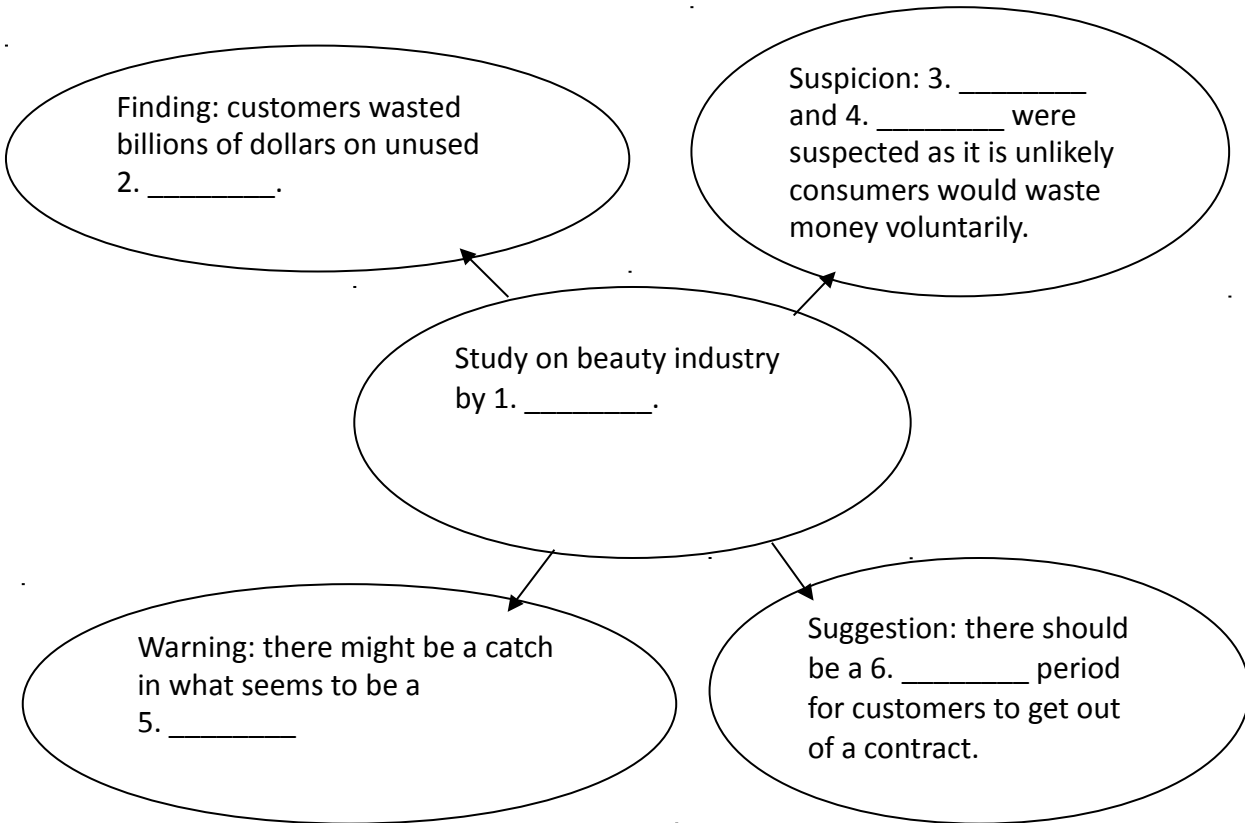 Finding: customers wasted
billions of dollars on unused
2. ________.
Suspicion: 3. ________
and 4. ________ were
suspected as it is unlikely
consumers would waste
money voluntarily.
Study on beauty industry
by 1. ________.
Warning: there might be a catch
in what seems to be a
5. ________
Suggestion: there should
be a 6. ________ period
for customers to get out
of a contract.